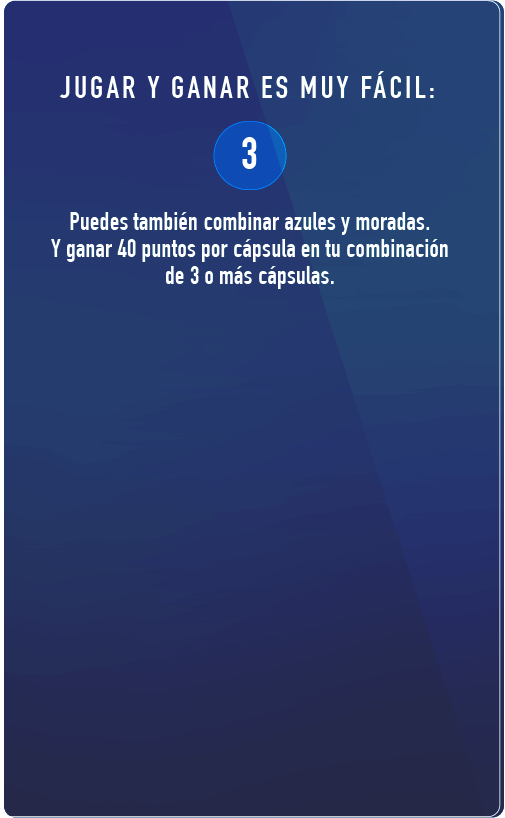 JUGAR Y GANAR ES MUY FÁCIL:
3
Puedes también combinar azules y moradas.
Y ganar 40 puntos por cápsula en tu combinación
de 3 o más cápsulas.